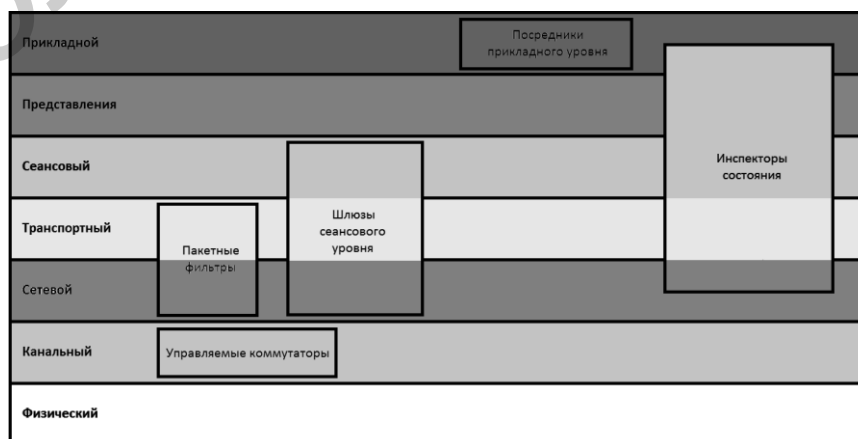 Прикладной
Посредники
прикладного уровня
Представления
Сеансовый
Инспекторы
состояния
Транспортный
Шлюзы
сеансового
уровня
Пакетные
фильтры
Сетевой
Канальный
Управляемые коммутаторы
Физический